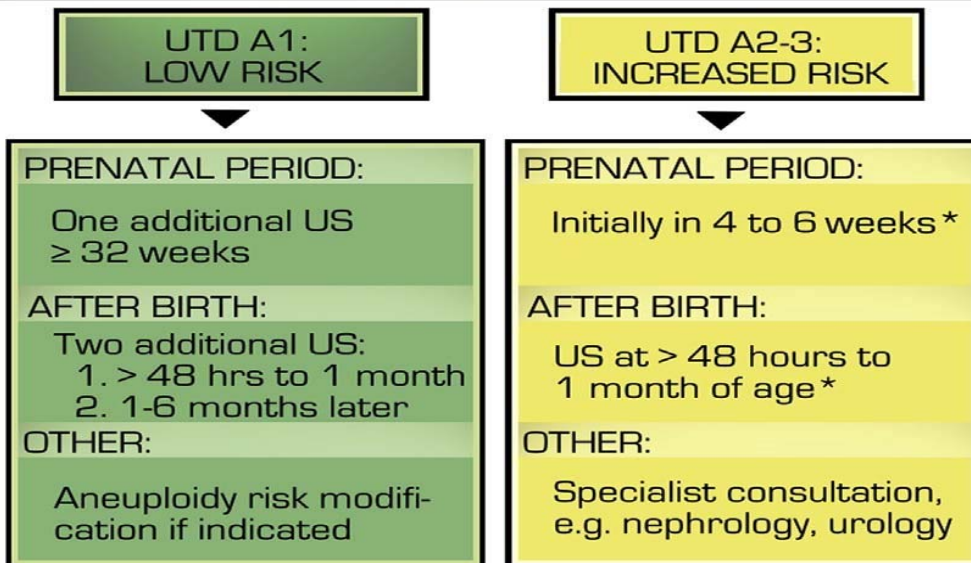 UTD A1:
LOW RISK
PRENATAL PERIOD:
One additional US
≥ 32 weeks
AFTER BIRTH:
Two additional US:
1. > 48 hrs to 1 month
2. 1-6 months later
OTHER:
Aneuploidy risk modifi-
cation if indicated
UTD A2-3:
INCREASED RISK
PRENATAL PERIOD:
Initially in 4 to 6 weeks*
AFTER BIRTH:
US at > 48 hours to
1 month of age*
OTHER:
Specialist consultation,
e.g. nephrology, urology